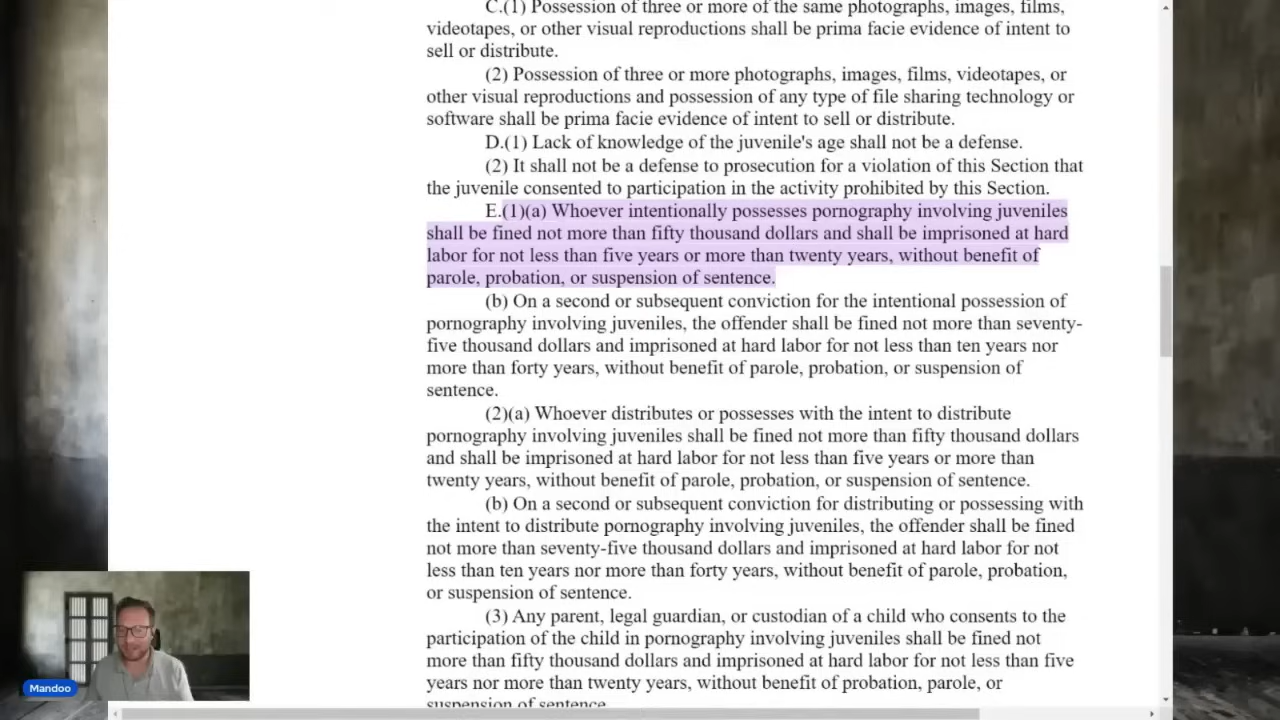 C.(1) Possession of three or more of the same photographs, images, films,
videotapes, or other visual reproductions shall be prima facie evidence of intent to
sell or distribute.
(2) Possession of three or more photographs, images, films, videotapes, or
other visual reproductions and possession of any type of file sharing technology or
software shall be prima facie evidence of intent to sell or distribute.
D.(1) Lack of knowledge of the juvenile's age shall not be a defense.
(2) It shall not be a defense to prosecution for a violation of this Section that
the juvenile consented to participation in the activity prohibited by this Section.
E.(1)(a) Whoever intentionally possesses pornography involving juveniles
shall be fined not more than fifty thousand dollars and shall be imprisoned at hard
labor for not less than five years or more than twenty years, without benefit of
parole, probation, or suspension of sentence.
(b) On a second or subsequent conviction for the intentional possession of
pornography involving juveniles, the offender shall be fined not more than seventy-
five thousand dollars and imprisoned at hard labor for not less than ten years nor
more than forty years, without benefit of parole, probation, or suspension of
sentence.
(2)(a) Whoever distributes or possesses with the intent to distribute
pornography involving juveniles shall be fined not more than fifty thousand dollars
and shall be imprisoned at hard labor for not less than five years or more than
twenty years, without benefit of parole, probation, or suspension of sentence.
(b) On a second or subsequent conviction for distributing or possessing with
the intent to distribute pornography involving juveniles, the offender shall be fined
not more than seventy-five thousand dollars and imprisoned at hard labor for not
less than ten years nor more than forty years, without benefit of parole, probation,
or suspension of sentence.
(3) Any parent, legal guardian, or custodian of a child who consents to the
participation of the child in pornography involving juveniles shall be fined not
more than fifty thousand dollars and imprisoned at hard labor for not less than five
years nor more than twenty years, without benefit of probation, parole, or
suspension of sentence.
Mandoo